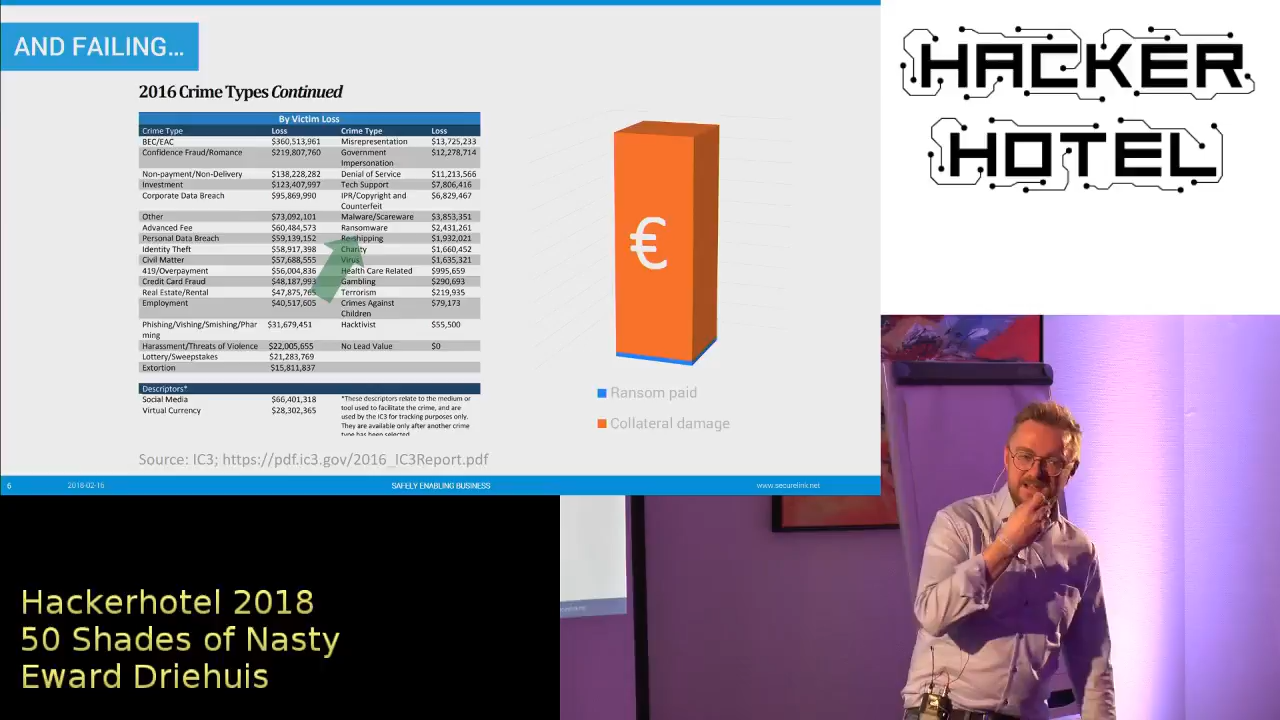 AND FAILING...
2016 Crime Types Continued
By Victim Loss
Crime Type Loss Crime Type Loss
BEC/EAC $360,513,961 Misrepresentation $13,725,233
Confidence Fraud/Romance $219,807,760 Government $12,278,714
Impersonation
Non-payment/Non-Delivery $138,228,282 Denial of Service $11,213,566
Investment $123,407,997 Tech Support $7,806,416
Corporate Data Breach $95,869,990 IPR/Copyright and $6,829,467
Counterfeit
Other $73,092,101 Malware/Scareware $3,853,351
Advanced Fee $60,484,573 Ransomware $2,431,261
Personal Data Breach $59,139,152 Re-shipping $1,932,021
Identity Theft $58,917,398 Charity $1,660,452
Civil Matter $57,688,555 Virus $1,635,321
419/Overpayment $56,004,836 Health Care Related $995,659
Credit Card Fraud $48,187,993 Gambling $290,693
Real Estate/Rental $47,875,765 Terrorism $219,935
Employment $40,517,605 Crimes Against $79,173
Children
Phishing/Vishing/Smishing/Phar $31,679,451 Hacktivist $55,500
ming
Harassment/Threats of Violence $22,005,655 No Lead Value $0
Lottery/Sweepstakes $21,283,769
Extortion $15,811,837
Descriptors*
Social Media $66,401,318
Virtual Currency $28,302,365
*These descriptors relate to the medium or
tool used to facilitate the crime, and are
used by the IC3 for tracking purposes only.
They are available only after another crime
type has been selected
€
Ransom paid
Collateral damage
Source: IC3; https://pdf.ic3.gov/2016_IC3Report.pdf
6 2018-02-16 SAFELY ENABLING BUSINESS www.securelink.net
HACKER
HOTEL
Hackerhotel 2018
50 Shades of Nasty
Eward Driehuis